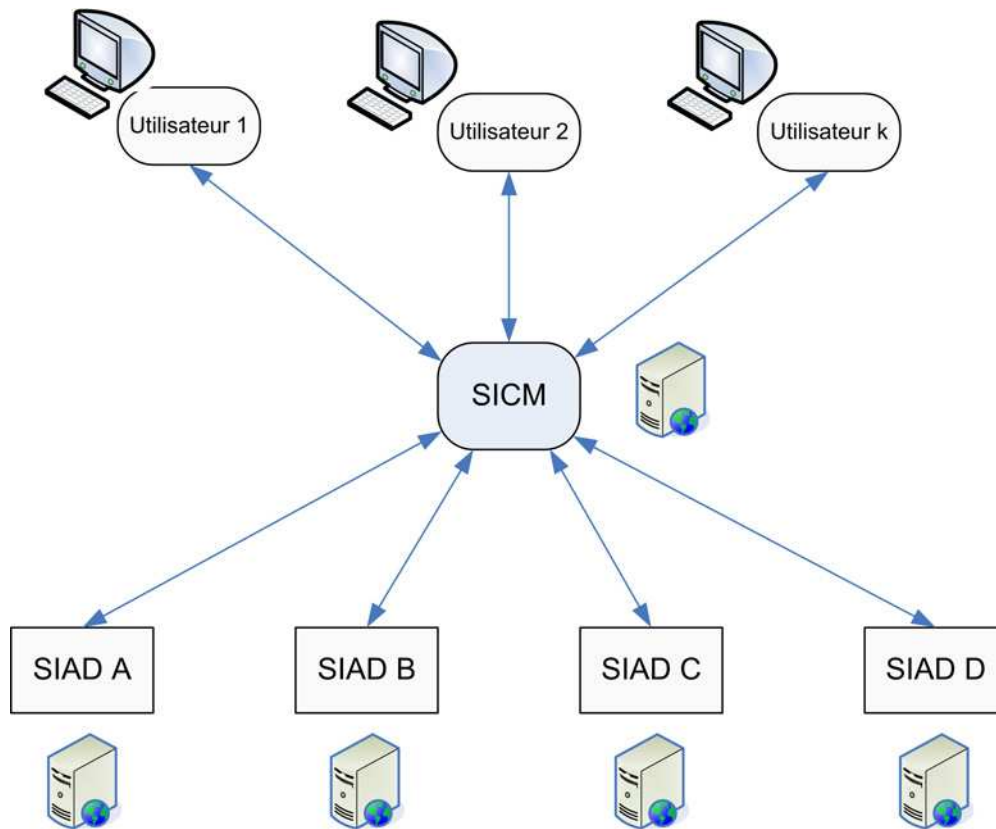 Utilisateur 1
Utilisateur 2
Utilisateur k
SICM
SIAD A
SIAD B
SIAD C
SIAD D